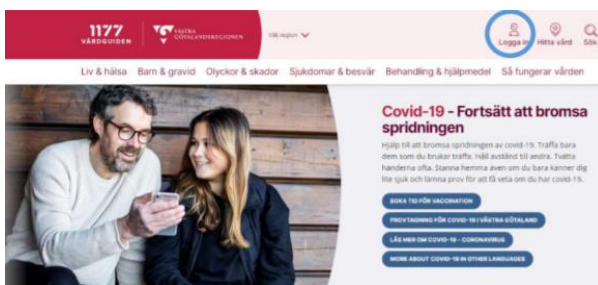 1177
VÅRDGUIDEN
VÄSTRA
GÖTALANDSREGIONEN
Välj region
Logga in
Hitta vård
Sök
Liv & hälsa Barn & gravid Olyckor & skador Sjukdomar & besvär Behandling & hjälpmedel Så fungerar vården
Covid-19 - Fortsätt att bromsa
spridningen
Hjälp till att bromsa spridningen av covid-19. Träffa bara
dem som du brukar träffa. Håll avstånd till andra. Tvätta
händerna ofta. Stanna hemma även om du bara känner dig
lite sjuk och lämna prov för att få veta om du har covid-19.
BOKA TID FÖR VACCINATION
PROVTAGNING FÖR COVID-19 I VÄSTRA GÖTALAND
LÄS MER OM COVID-19 - CORONAVIRUS
MORE ABOUT COVID-19 IN OTHER LANGUAGES